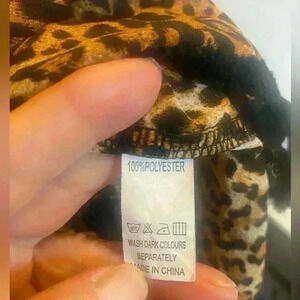 100%POLYESTER
WASH DARK COLOURS
SEPARATELY
MADE IN CHINA